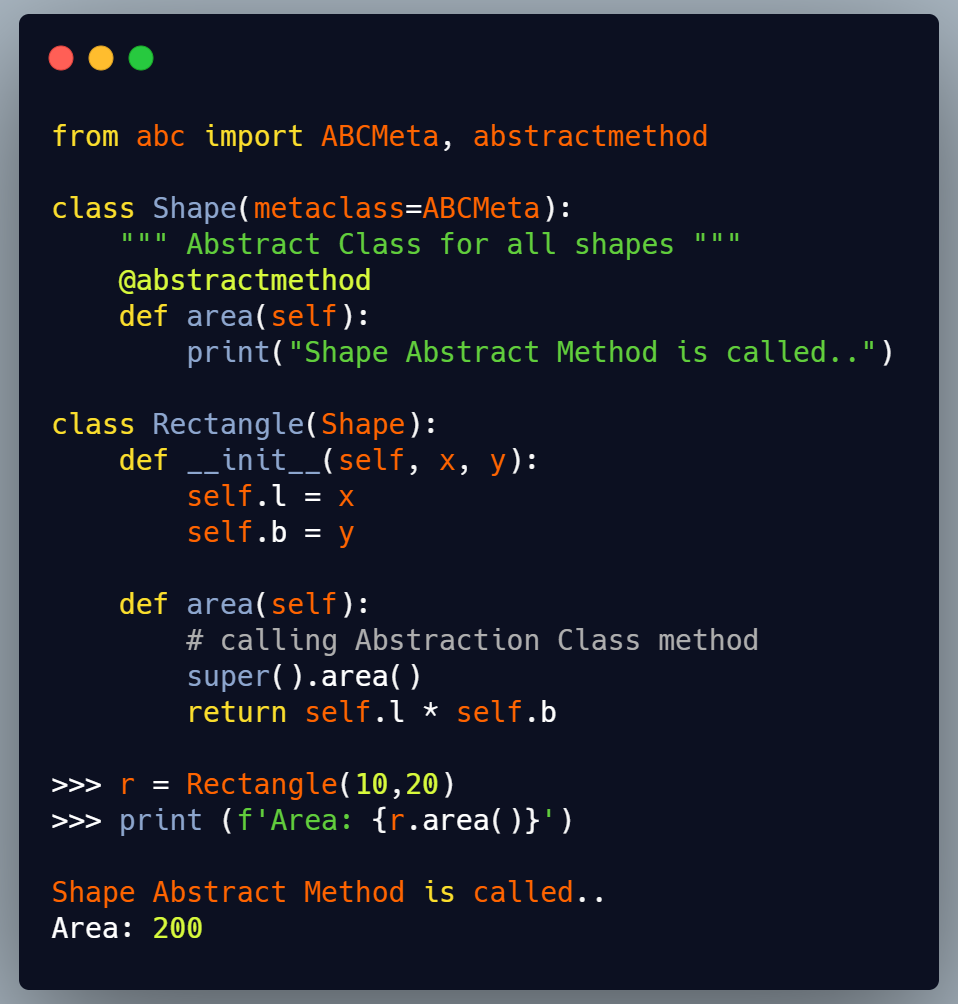 from abc import ABCMeta, abstractmethod
class Shape(metaclass=ABCMeta):
    """ Abstract Class for all shapes """
    @abstractmethod
    def area(self):
        print("Shape Abstract Method is called..")
class Rectangle(Shape):
    def __init__(self, x, y):
        self.l = x
        self.b = y
    def area(self):
        # calling Abstraction Class method
        super().area()
        return self.l * self.b
>>> r = Rectangle(10,20)
>>> print (f'Area: {r.area()}')
Shape Abstract Method is called..
Area: 200